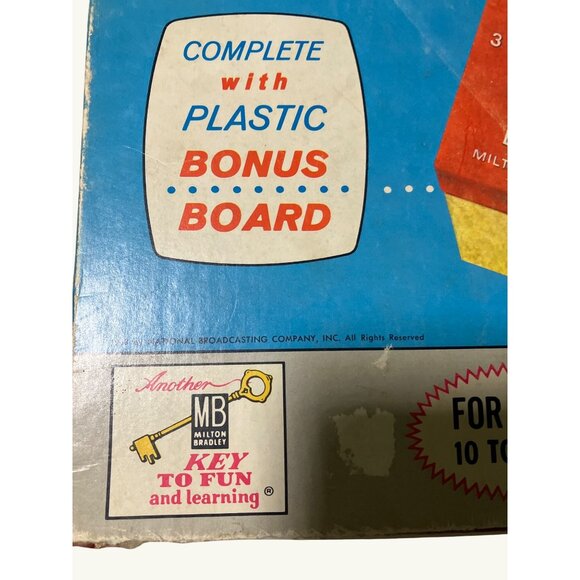 COMPLETE
with
PLASTIC
BONUS
BOARD
3
MILT
NATIONAL BROADCASTING COMPANY, INC. All Rights Reserved
Another
MB
MILTON
BRADLEY
KEY
TO FUN
and learning ®
FOR
10 TO